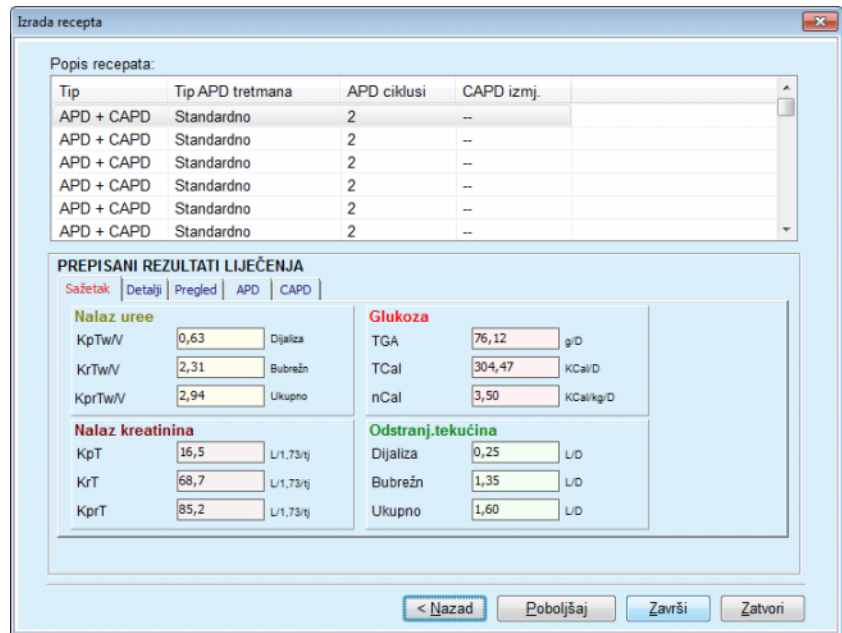 Izrada recepta
Popis recepata:
Tip Tip APD tretmana APD ciklusi CAPD izmj.
APD + CAPD Standardno 2 --
APD + CAPD Standardno 2 --
APD + CAPD Standardno 2 --
APD + CAPD Standardno 2 --
APD + CAPD Standardno 2 --
APD + CAPD Standardno 2 --
PREPISANI REZULTATI LIJEČENJA
Sažetak Detalji Pregled APD CAPD
Nalaz uree
KpTw/V 0,63 Dijaliza
KrTw/V 2,31 Bubrežn
KprTw/V 2,94 Ukupno
Glukoza
TGA 76,12 g/D
TCal 304,47 KCal/D
nCal 3,50 KCal/kg/D
Nalaz kreatinina
KpT 16,5 L/1,73/tj
KrT 68,7 L/1,73/tj
KprT 85,2 L/1,73/tj
Odstranj.tekućina
Dijaliza 0,25 L/D
Bubrežn 1,35 L/D
Ukupno 1,60 L/D
< Nazad Poboljšaj Završi Zatvori